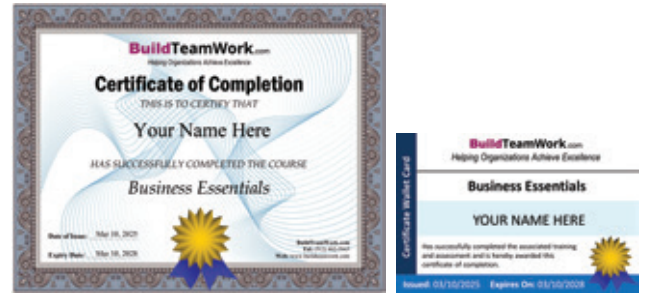 BuildTeamWork.com
Helping Organizations Achieve Excellence
Certificate of Completion
THIS IS TO CERTIFY THAT
Your Name Here
HAS SUCCESSFULLY COMPLETED THE COURSE
Business Essentials
Date of Issue: Mar 10, 2025
Expiry Date: Mar 10, 2028
BuildTeamWork.com
BuildTeamWork.com
Helping Organizations Achieve Excellence
Certificate Wallet Card
Business Essentials
YOUR NAME HERE
Has successfully completed the associated training
and assessment and is hereby awarded this
certificate of completion.
Issued: 03/10/2025 Expires On: 03/10/2028